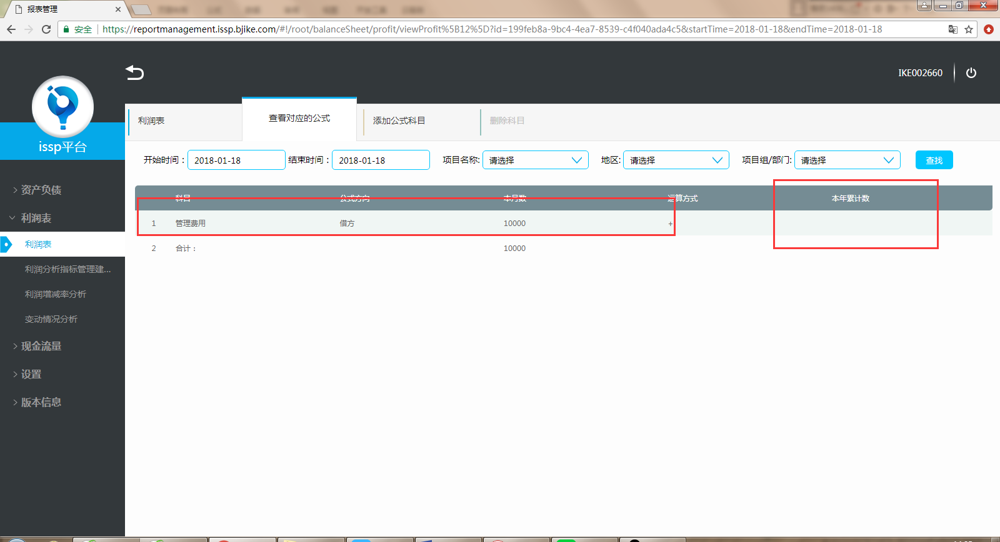 报表管理
安全 https://reportmanagement.issp.bjike.com/#!/root/balanceSheet/profit/viewProfit%5B12%5D?id=199feb8a-9bc4-4ea7-8539-c4f040ada4c5&startTime=2018-01-18&endTime=2018-01-18
IKE002660
issp平台
利润表 查看对应的公式 添加公式科目 删除科目
开始时间： 2018-01-18 结束时间： 2018-01-18 项目名称: 请选择 地区: 请选择 项目组/部门: 请选择 查找
科目 公式方向 本月数 运算方式 本年累计数
1 管理费用 借方 10000 +
2 合计： 10000
资产负债
利润表
利润表
利润分析指标管理建...
利润增减率分析
变动情况分析
现金流量
设置
版本信息